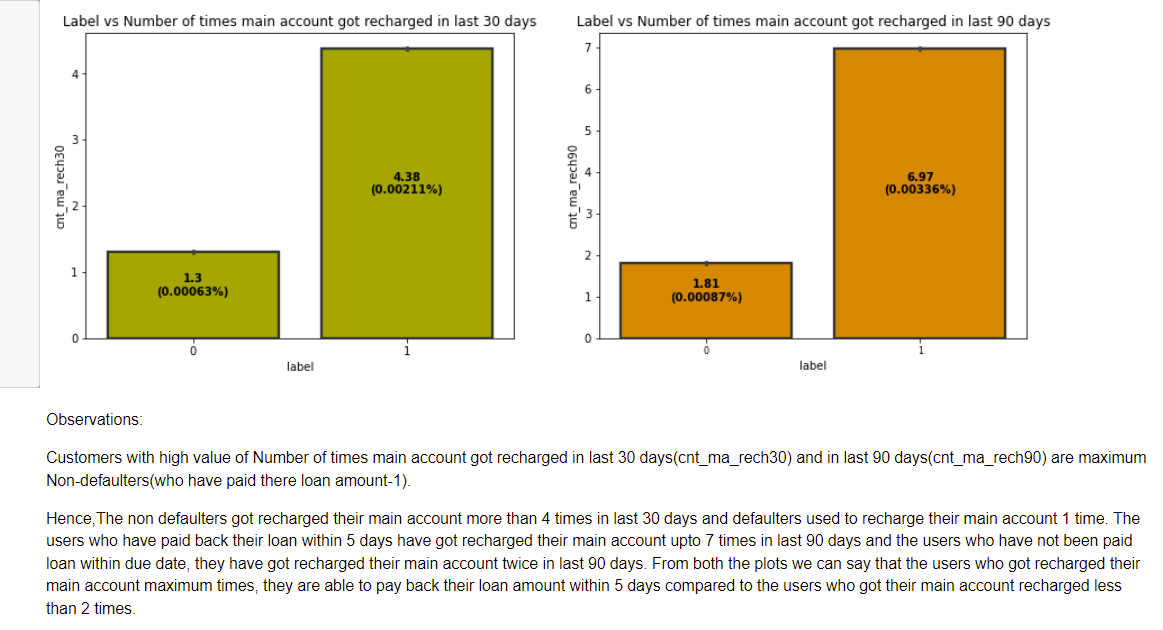 Label vs Number of times main account got recharged in last 30 days
4
3
2
1
0
cnt_ma_rech30
1.3
(0.00063%)
4.38
(0.00211%)
0
1
label
Label vs Number of times main account got recharged in last 90 days
7
6
5
4
3
2
1
0
cnt_ma_rech90
1.81
(0.00087%)
6.97
(0.00336%)
0
1
label
Observations:
Customers with high value of Number of times main account got recharged in last 30 days(cnt_ma_rech30) and in last 90 days(cnt_ma_rech90) are maximum
Non-defaulters(who have paid there loan amount-1).
Hence,The non defaulters got recharged their main account more than 4 times in last 30 days and defaulters used to recharge their main account 1 time. The
users who have paid back their loan within 5 days have got recharged their main account upto 7 times in last 90 days and the users who have not been paid
loan within due date, they have got recharged their main account twice in last 90 days. From both the plots we can say that the users who got recharged their
main account maximum times, they are able to pay back their loan amount within 5 days compared to the users who got their main account recharged less
than 2 times.